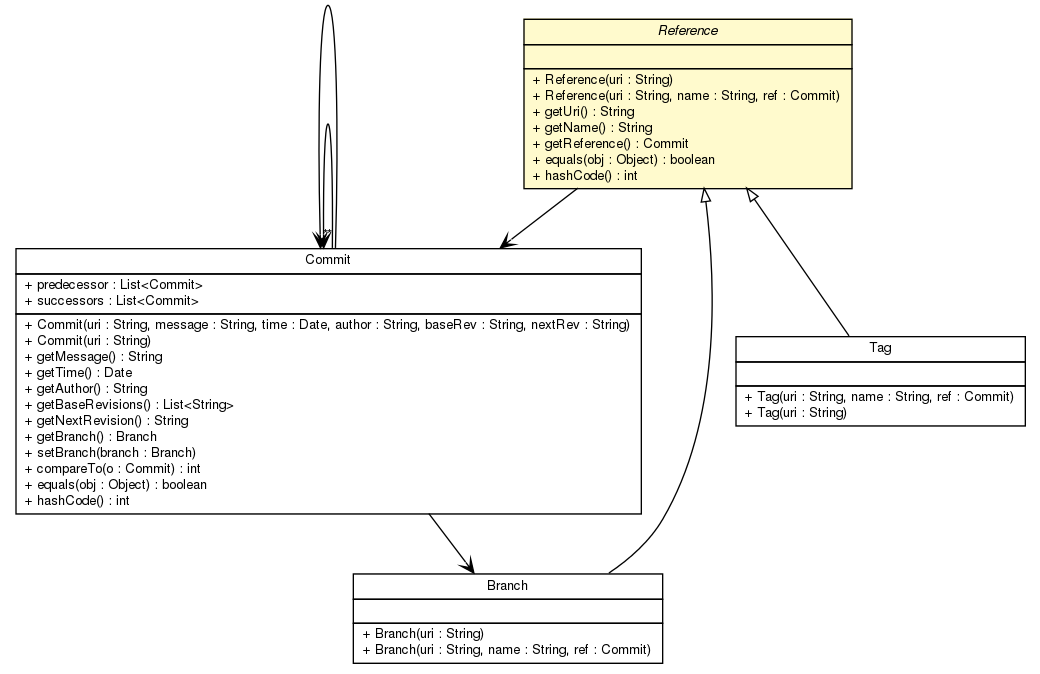 Reference
+ Reference(uri : String)
+ Reference(uri : String, name : String, ref : Commit)
+ getUri() : String
+ getName() : String
+ getReference() : Commit
+ equals(obj : Object) : boolean
+ hashCode() : int
Commit
+ predecessor : List<Commit>
+ successors : List<Commit>
+ Commit(uri : String, message : String, time : Date, author : String, baseRev : String, nextRev : String)
+ Commit(uri : String)
+ getMessage() : String
+ getTime() : Date
+ getAuthor() : String
+ getBaseRevisions() : List<String>
+ getNextRevision() : String
+ getBranch() : Branch
+ setBranch(branch : Branch)
+ compareTo(o : Commit) : int
+ equals(obj : Object) : boolean
+ hashCode() : int
Tag
+ Tag(uri : String, name : String, ref : Commit)
+ Tag(uri : String)
Branch
+ Branch(uri : String)
+ Branch(uri : String, name : String, ref : Commit)